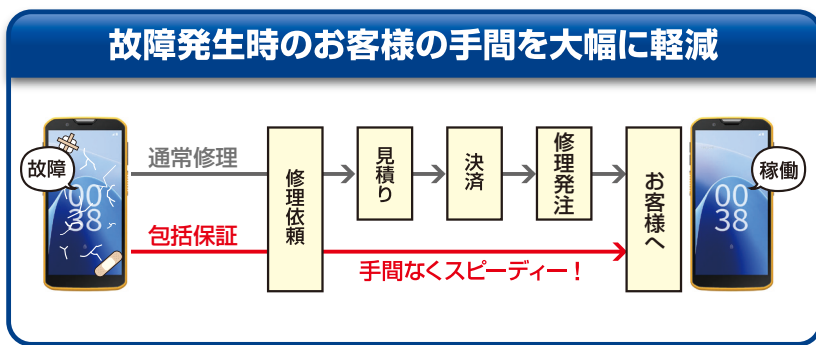 故障発生時のお客様の手間を大幅に軽減
故障
00
38
通常修理
包括保証
修理依頼
見積り
決済
修理発注
手間なくスピーディー！
お客様へ
00
38
稼働